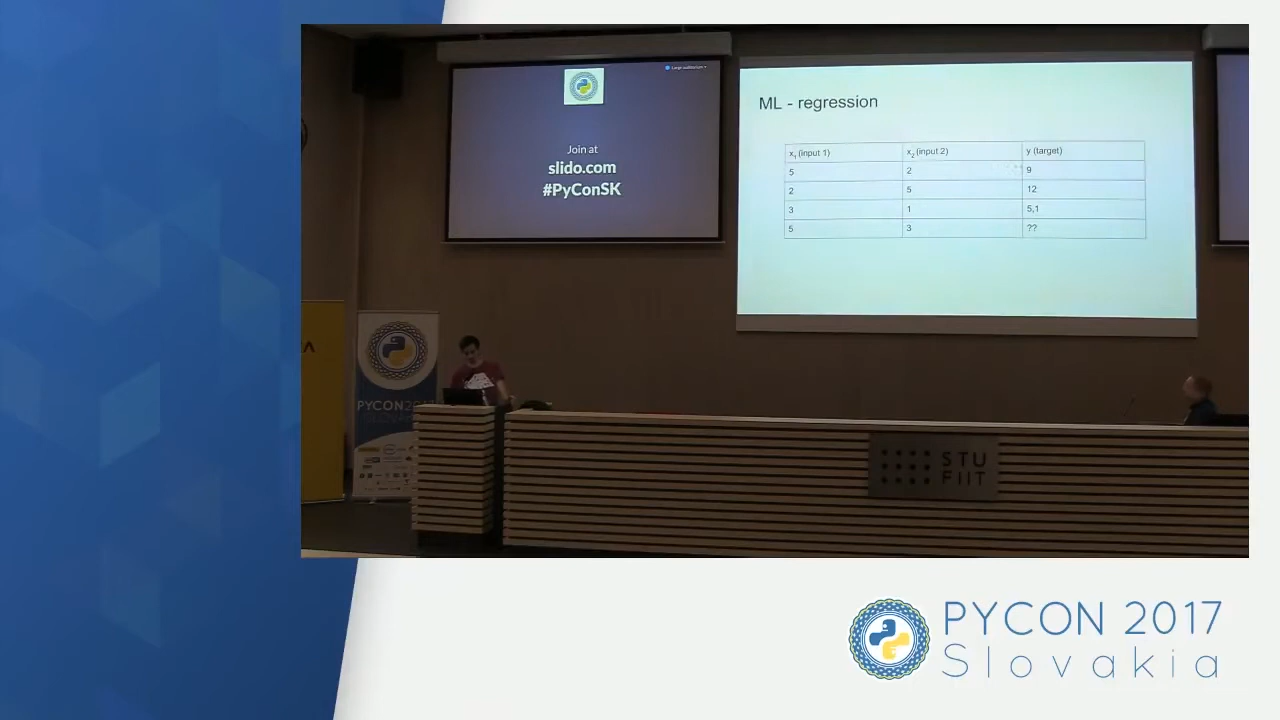 Join at
slido.com
#PyConSK
ML - regression
x1 (input 1) x2 (input 2) y (target)
5 2 9
2 5 12
3 1 5,1
5 3 ??
PYCON 2017
SLOVAKIA
STU
FIIT
PYCON 2017
Slovakia